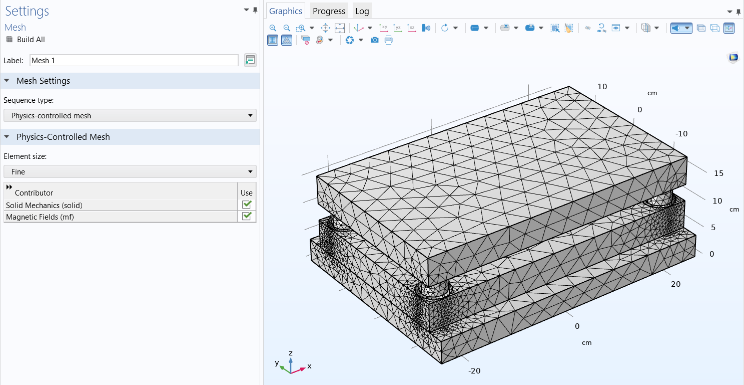 Settings
Mesh
Build All
Label: Mesh 1
Mesh Settings
Sequence type:
Physics-controlled mesh
Physics-Controlled Mesh
Element size:
Fine
Contributor Use
Solid Mechanics (solid)
Magnetic Fields (mf)
Graphics Progress Log
10
cm
0
-10
15
10
cm
5
0
20
0
cm
-20
z
y
x